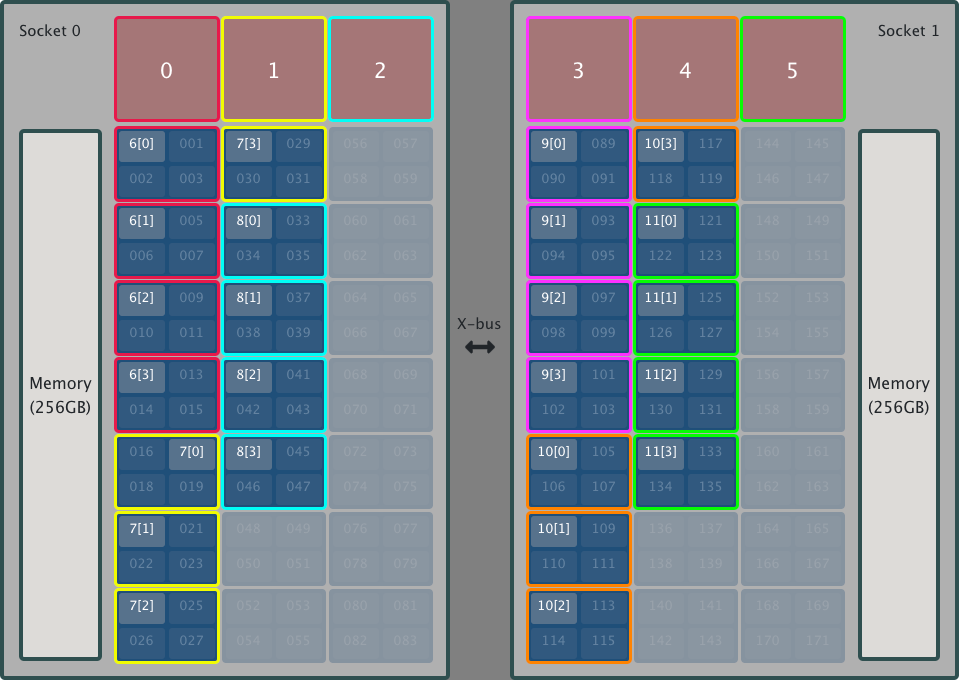 Socket 0
0 1 2
6[0] 001 7[3] 029 056 057
002 003 030 031 058 059
6[1] 005 8[0] 033 060 061
006 007 034 035 062 063
6[2] 009 8[1] 037 064 065
010 011 038 039 066 067
6[3] 013 8[2] 041 068 069
014 015 042 043 070 071
016 7[0] 8[3] 045 072 073
018 019 046 047 074 075
7[1] 021 048 049 076 077
022 023 050 051 078 079
7[2] 025 052 053 080 081
026 027 054 055 082 083
Memory
(256GB)
X-bus
Socket 1
3 4 5
9[0] 089 10[3] 117 144 145
090 091 118 119 146 147
9[1] 093 11[0] 121 148 149
094 095 122 123 150 151
9[2] 097 11[1] 125 152 153
098 099 126 127 154 155
9[3] 101 11[2] 129 156 157
102 103 130 131 158 159
10[0] 105 11[3] 133 160 161
106 107 134 135 162 163
10[1] 109 136 137 164 165
110 111 138 139 166 167
10[2] 113 140 141 168 169
114 115 142 143 170 171
Memory
(256GB)